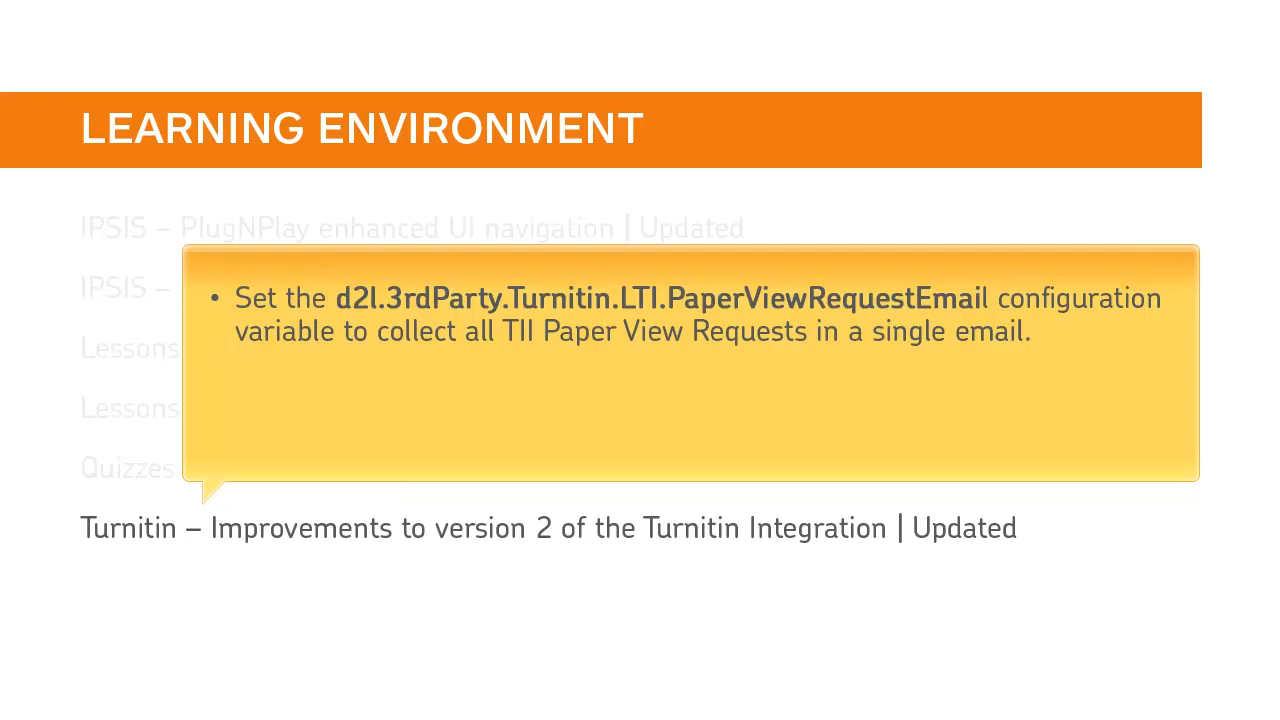 LEARNING ENVIRONMENT
IPSIS – PlugNPlay enhanced UI navigation | Updated
IPSIS –
• Set the d2l.3rdParty.Turnitin.LTI.PaperViewRequestEmail configuration
variable to collect all TII Paper View Requests in a single email.
Lessons
Lessons
Quizzes
Turnitin – Improvements to version 2 of the Turnitin Integration | Updated